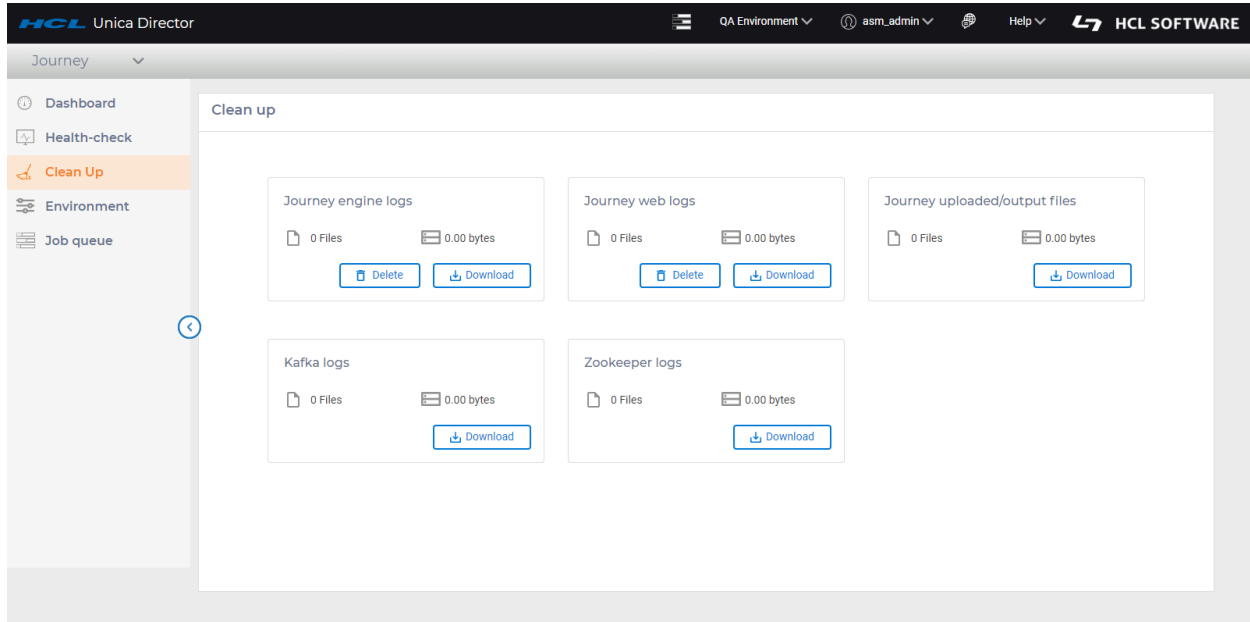 HCL Unica Director QA Environment asm_admin Help HCL SOFTWARE
Journey
Dashboard
Health-check
Clean Up
Environment
Job queue
Clean up
Journey engine logs
0 Files 0.00 bytes
Delete Download
Journey web logs
0 Files 0.00 bytes
Delete Download
Journey uploaded/output files
0 Files 0.00 bytes
Download
Kafka logs
0 Files 0.00 bytes
Download
Zookeeper logs
0 Files 0.00 bytes
Download